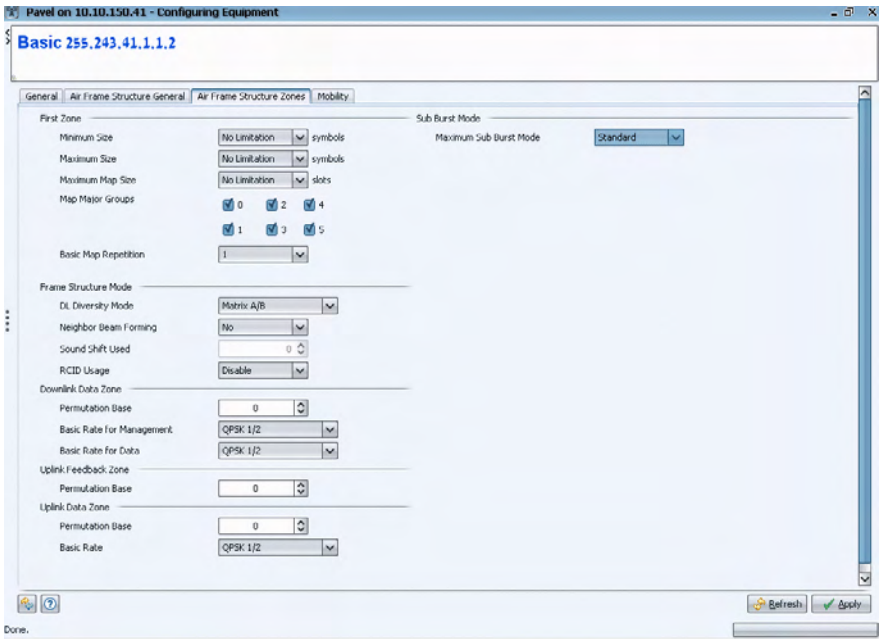 Pavel on 10.10.150.41 - Configuring Equipment
Basic 255.243.41.1.1.2
General Air Frame Structure General Air Frame Structure Zones Mobility
First Zone Sub Burst Mode
Minimum Size No Limitation symbols Maximum Sub Burst Mode Standard
Maximum Size No Limitation symbols
Maximum Map Size No Limitation slots
Map Major Groups 0 2 4
1 3 5
Basic Map Repetition 1
Frame Structure Mode
DL Diversity Mode Matrix A/B
Neighbor Beam Forming No
Sound Shift Used 0
RCID Usage Disable
Downlink Data Zone
Permutation Base 0
Basic Rate for Management QPSK 1/2
Basic Rate for Data QPSK 1/2
Uplink Feedback Zone
Permutation Base 0
Uplink Data Zone
Permutation Base 0
Basic Rate QPSK 1/2
Refresh Apply
Done.